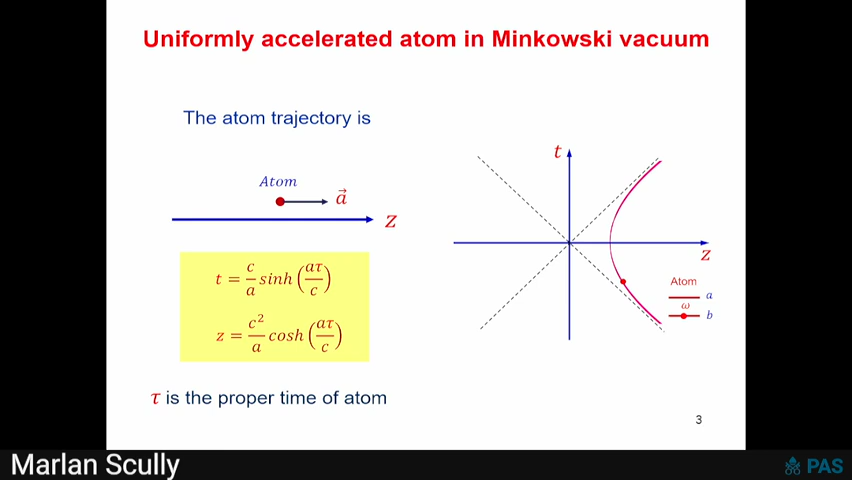 Uniformly accelerated atom in Minkowski vacuum
The atom trajectory is
Atom
a⃗
z
t = c/a sinh(aτ/c)
z = c²/a cosh(aτ/c)
τ is the proper time of atom
t
z
Atom
a
ω
b
3
Marlan Scully
PAS